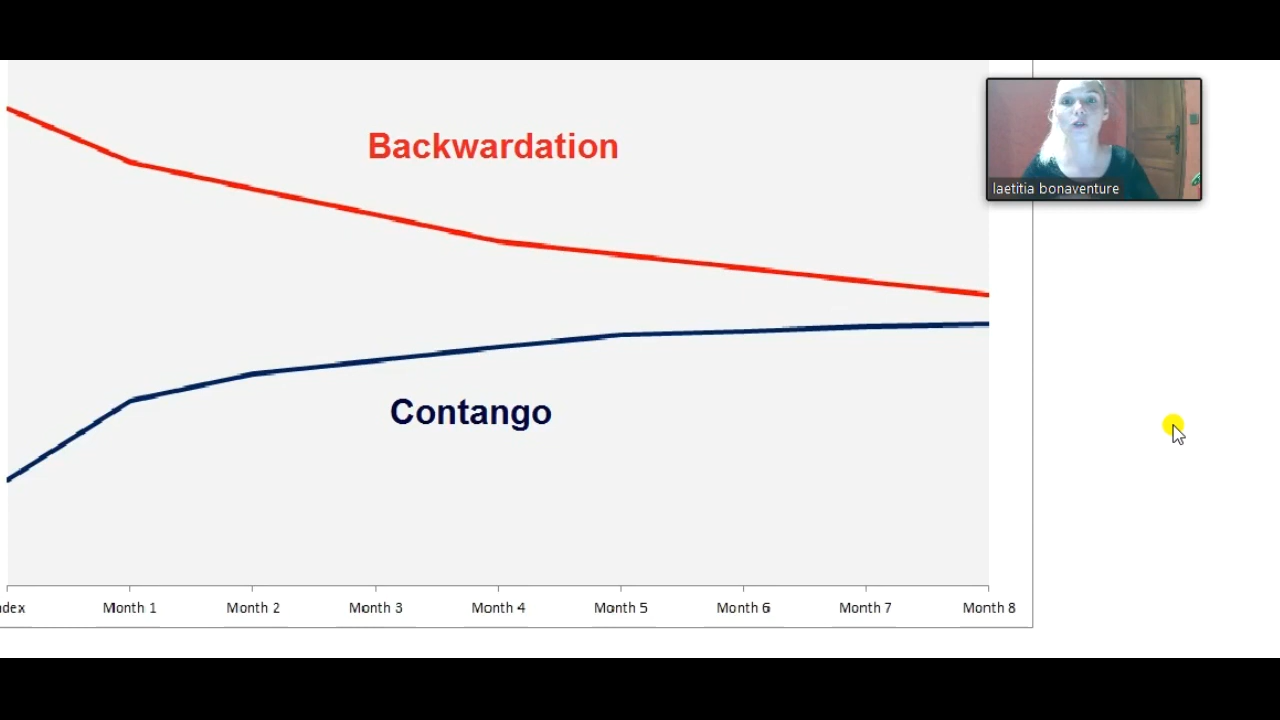 Backwardation
laetitia bonaventure
Contango
ndex Month 1 Month 2 Month 3 Month 4 Month 5 Month 6 Month 7 Month 8